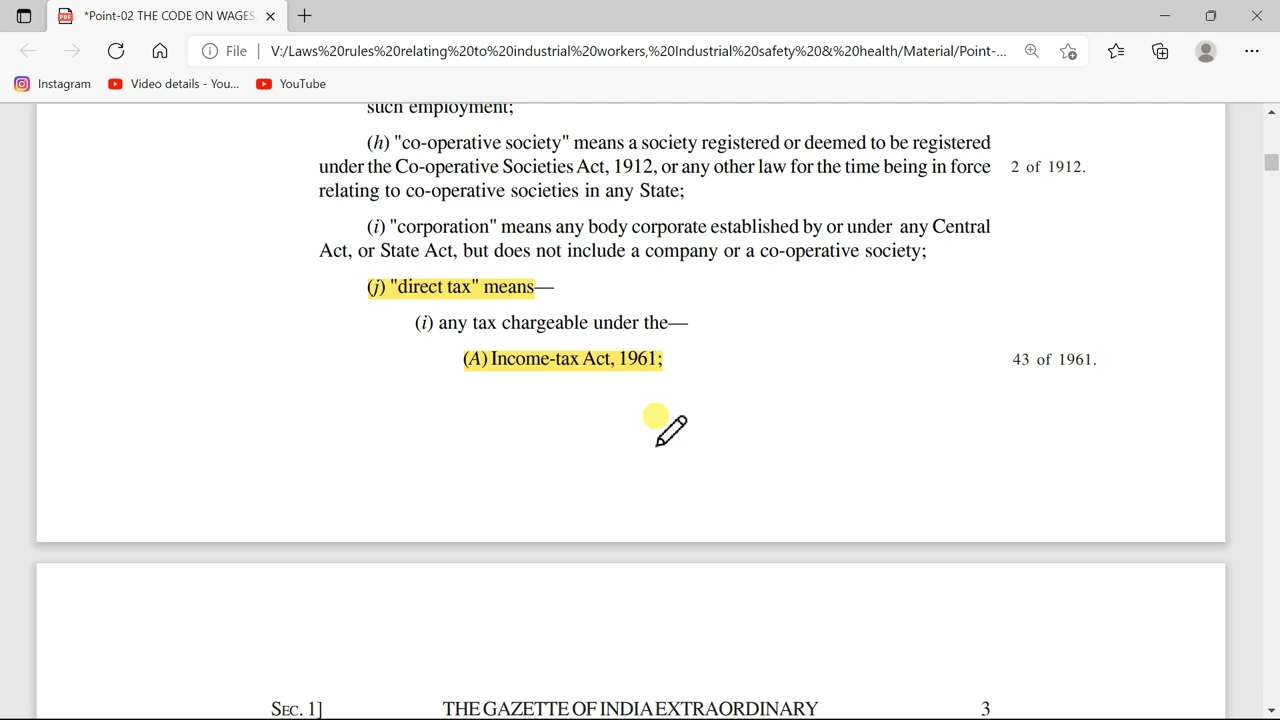 *Point-02 THE CODE ON WAGES
File
V:/Laws%20rules%20relating%20to%20industrial%20workers,%20Industrial%20safety%20&%20health/Material/Point-...
Instagram
Video details - You...
YouTube
such employment;
(h) "co-operative society" means a society registered or deemed to be registered
under the Co-operative Societies Act, 1912, or any other law for the time being in force
2 of 1912.
relating to co-operative societies in any State;
(i) "corporation" means any body corporate established by or under any Central
Act, or State Act, but does not include a company or a co-operative society;
(j) "direct tax" means—
(i) any tax chargeable under the—
(A) Income-tax Act, 1961;
43 of 1961.
SEC. 1]
THE GAZETTE OF INDIA EXTRAORDINARY
3